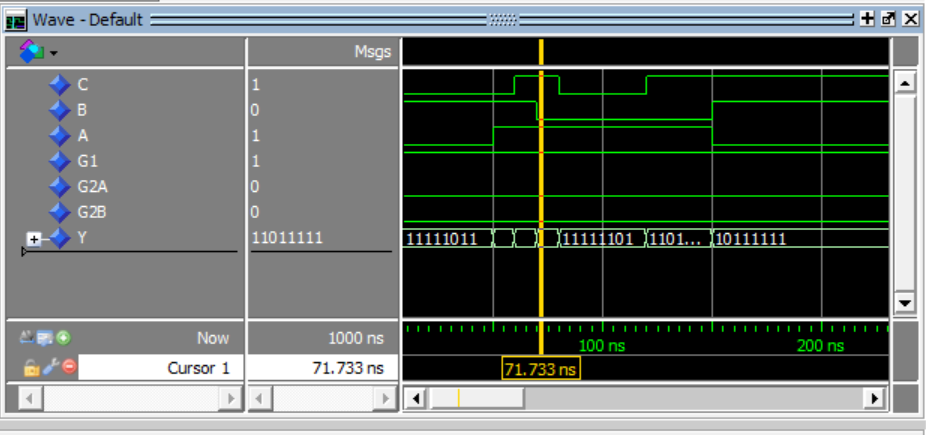 Wave - Default
Msgs
C 1
B 0
A 1
G1 1
G2A 0
G2B 0
Y 11011111 11111011 11111101 1101... 10111111
Now 1000 ns 100 ns 200 ns
Cursor 1 71.733 ns 71.733 ns